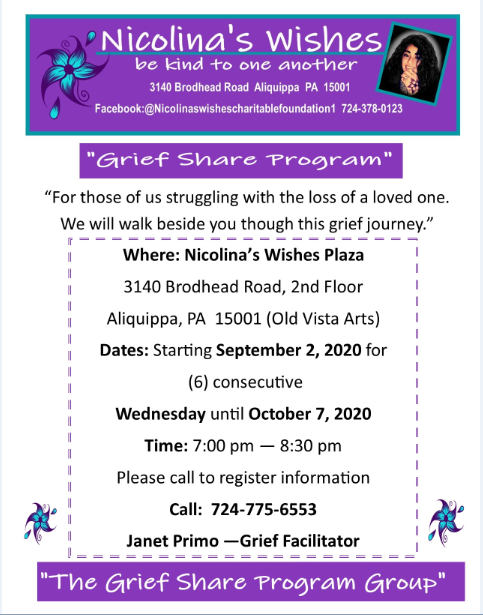 Nicolina's Wishes
be kind to one another
3140 Brodhead Road Aliquippa PA 15001
Facebook:@Nicolinaswishescharitablefoundation1 724-378-0123
"Grief Share Program"
“For those of us struggling with the loss of a loved one.
We will walk beside you though this grief journey.”
Where: Nicolina’s Wishes Plaza
3140 Brodhead Road, 2nd Floor
Aliquippa, PA 15001 (Old Vista Arts)
Dates: Starting September 2, 2020 for
(6) consecutive
Wednesday until October 7, 2020
Time: 7:00 pm — 8:30 pm
Please call to register information
Call: 724-775-6553
Janet Primo —Grief Facilitator
"The Grief Share Program Group"